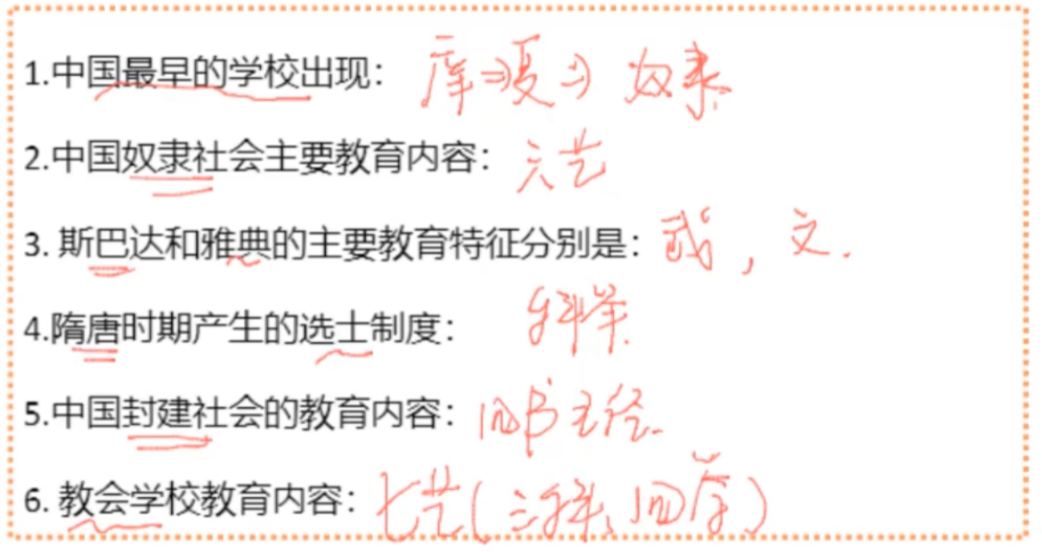 1.中国最早的学校出现：庠→夏→奴隶
2.中国奴隶社会主要教育内容：六艺
3. 斯巴达和雅典的主要教育特征分别是：武，文.
4.隋唐时期产生的选士制度：科举.
5.中国封建社会的教育内容：四书五经.
6. 教会学校教育内容：七艺(三科、四学)